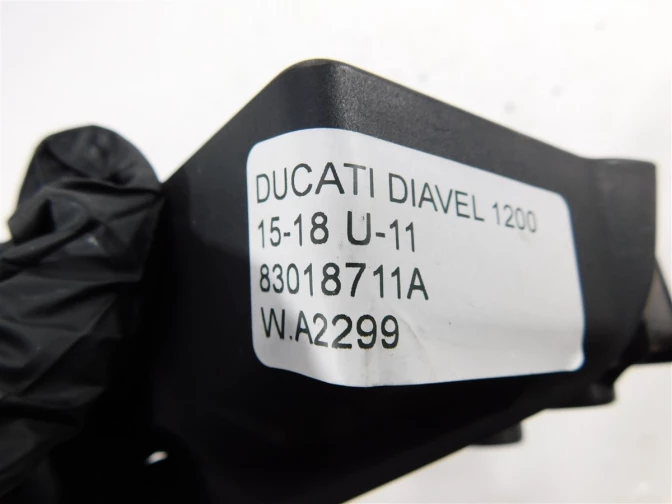 DUCATI DIAVEL 1200
15-18 U-11
83018711A
W.A2299